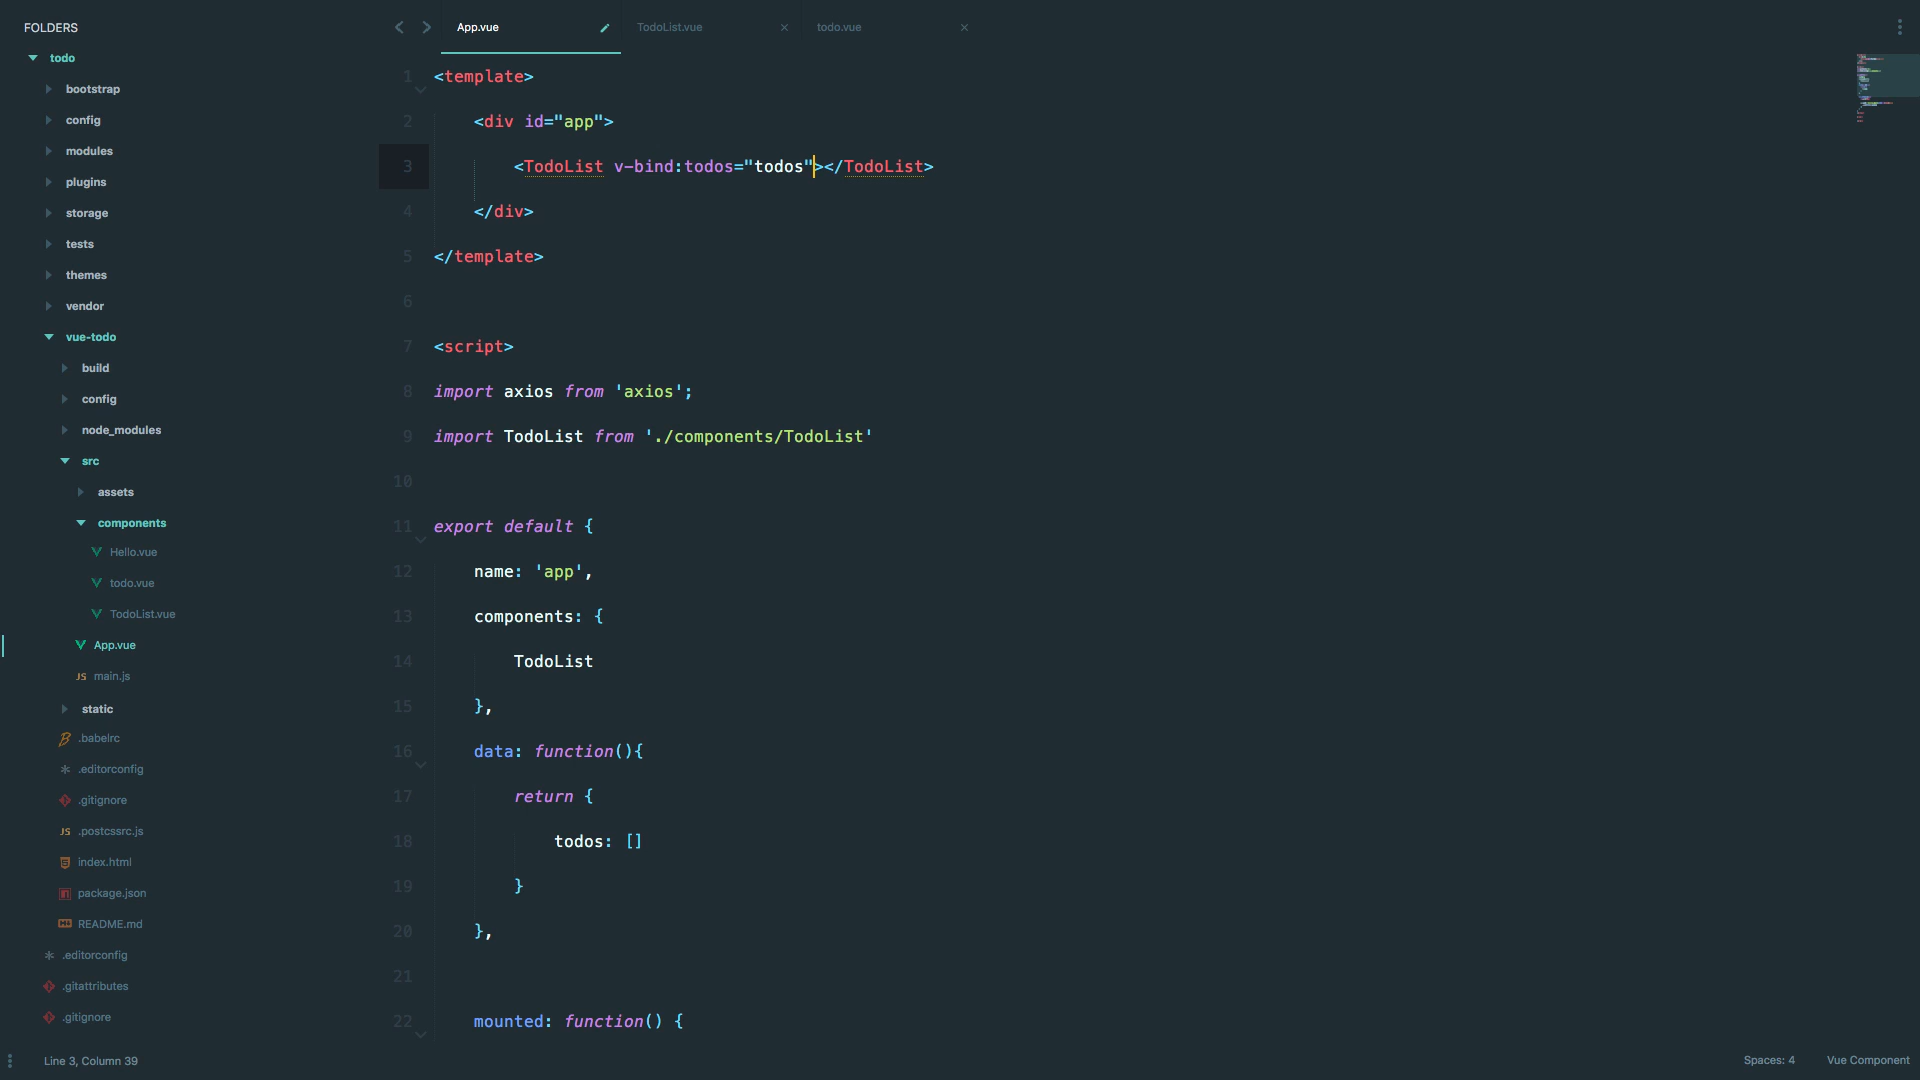 FOLDERS
todo
bootstrap
config
modules
plugins
storage
tests
themes
vendor
vue-todo
build
config
node_modules
src
assets
components
Hello.vue
todo.vue
TodoList.vue
App.vue
JS main.js
static
.babelrc
.editorconfig
.gitignore
JS .postcssrc.js
index.html
package.json
README.md
.editorconfig
.gitattributes
.gitignore
App.vue TodoList.vue todo.vue
1 <template>
2 <div id="app">
3 <TodoList v-bind:todos="todos"></TodoList>
4 </div>
5 </template>
6
7 <script>
8 import axios from 'axios';
9 import TodoList from './components/TodoList'
10
11 export default {
12 name: 'app',
13 components: {
14 TodoList
15 },
16 data: function(){
17 return {
18 todos: []
19 }
20 },
21
22 mounted: function() {
Line 3, Column 39
Spaces: 4 Vue Component